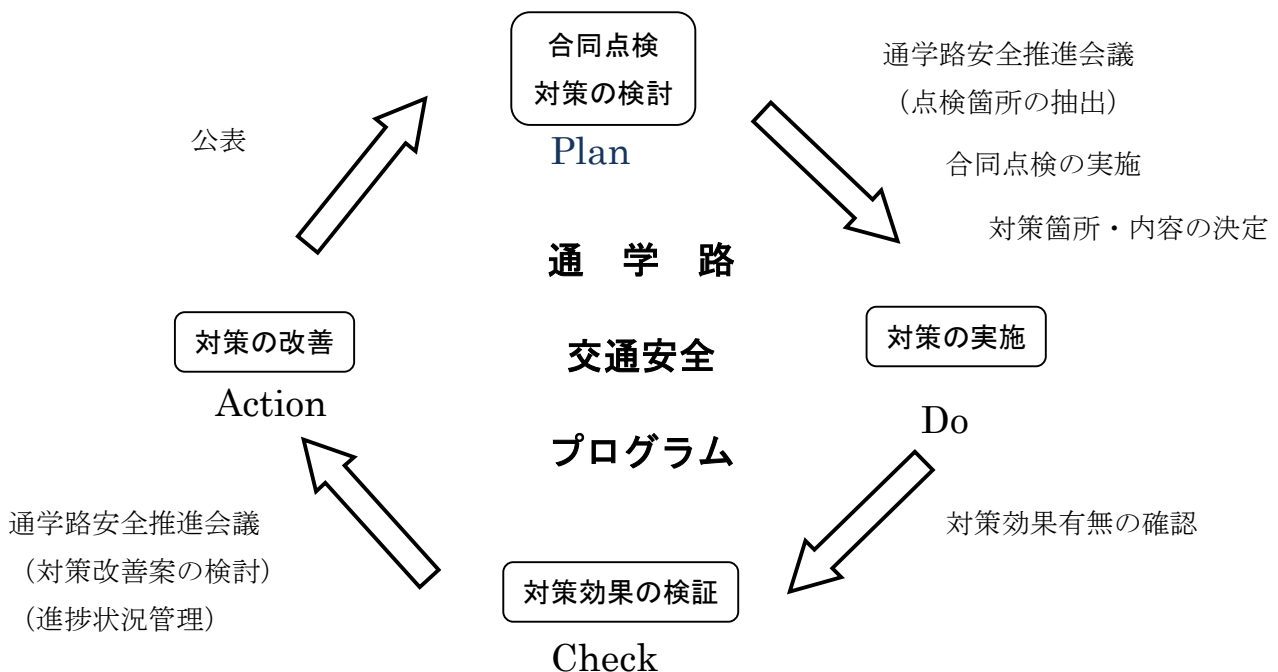 合同点検
対策の検討
Plan
通学路安全推進会議
（点検箇所の抽出）
合同点検の実施
対策箇所・内容の決定
公表
通　学　路
交通安全
プログラム
対策の改善
Action
対策の実施
Do
対策効果有無の確認
通学路安全推進会議
（対策改善案の検討）
（進捗状況管理）
対策効果の検証
Check